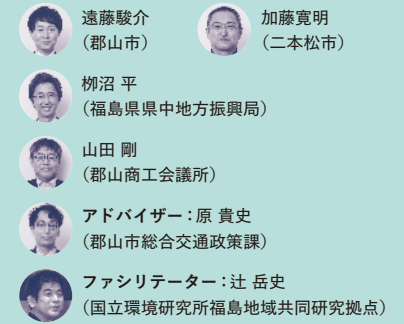 遠藤駿介
（郡山市）
加藤寛明
（二本松市）
栁沼 平
（福島県県中地方振興局）
山田 剛
（郡山商工会議所）
アドバイザー：原 貴史
（郡山市総合交通政策課）
ファシリテーター：辻 岳史
（国立環境研究所福島地域共同研究拠点）